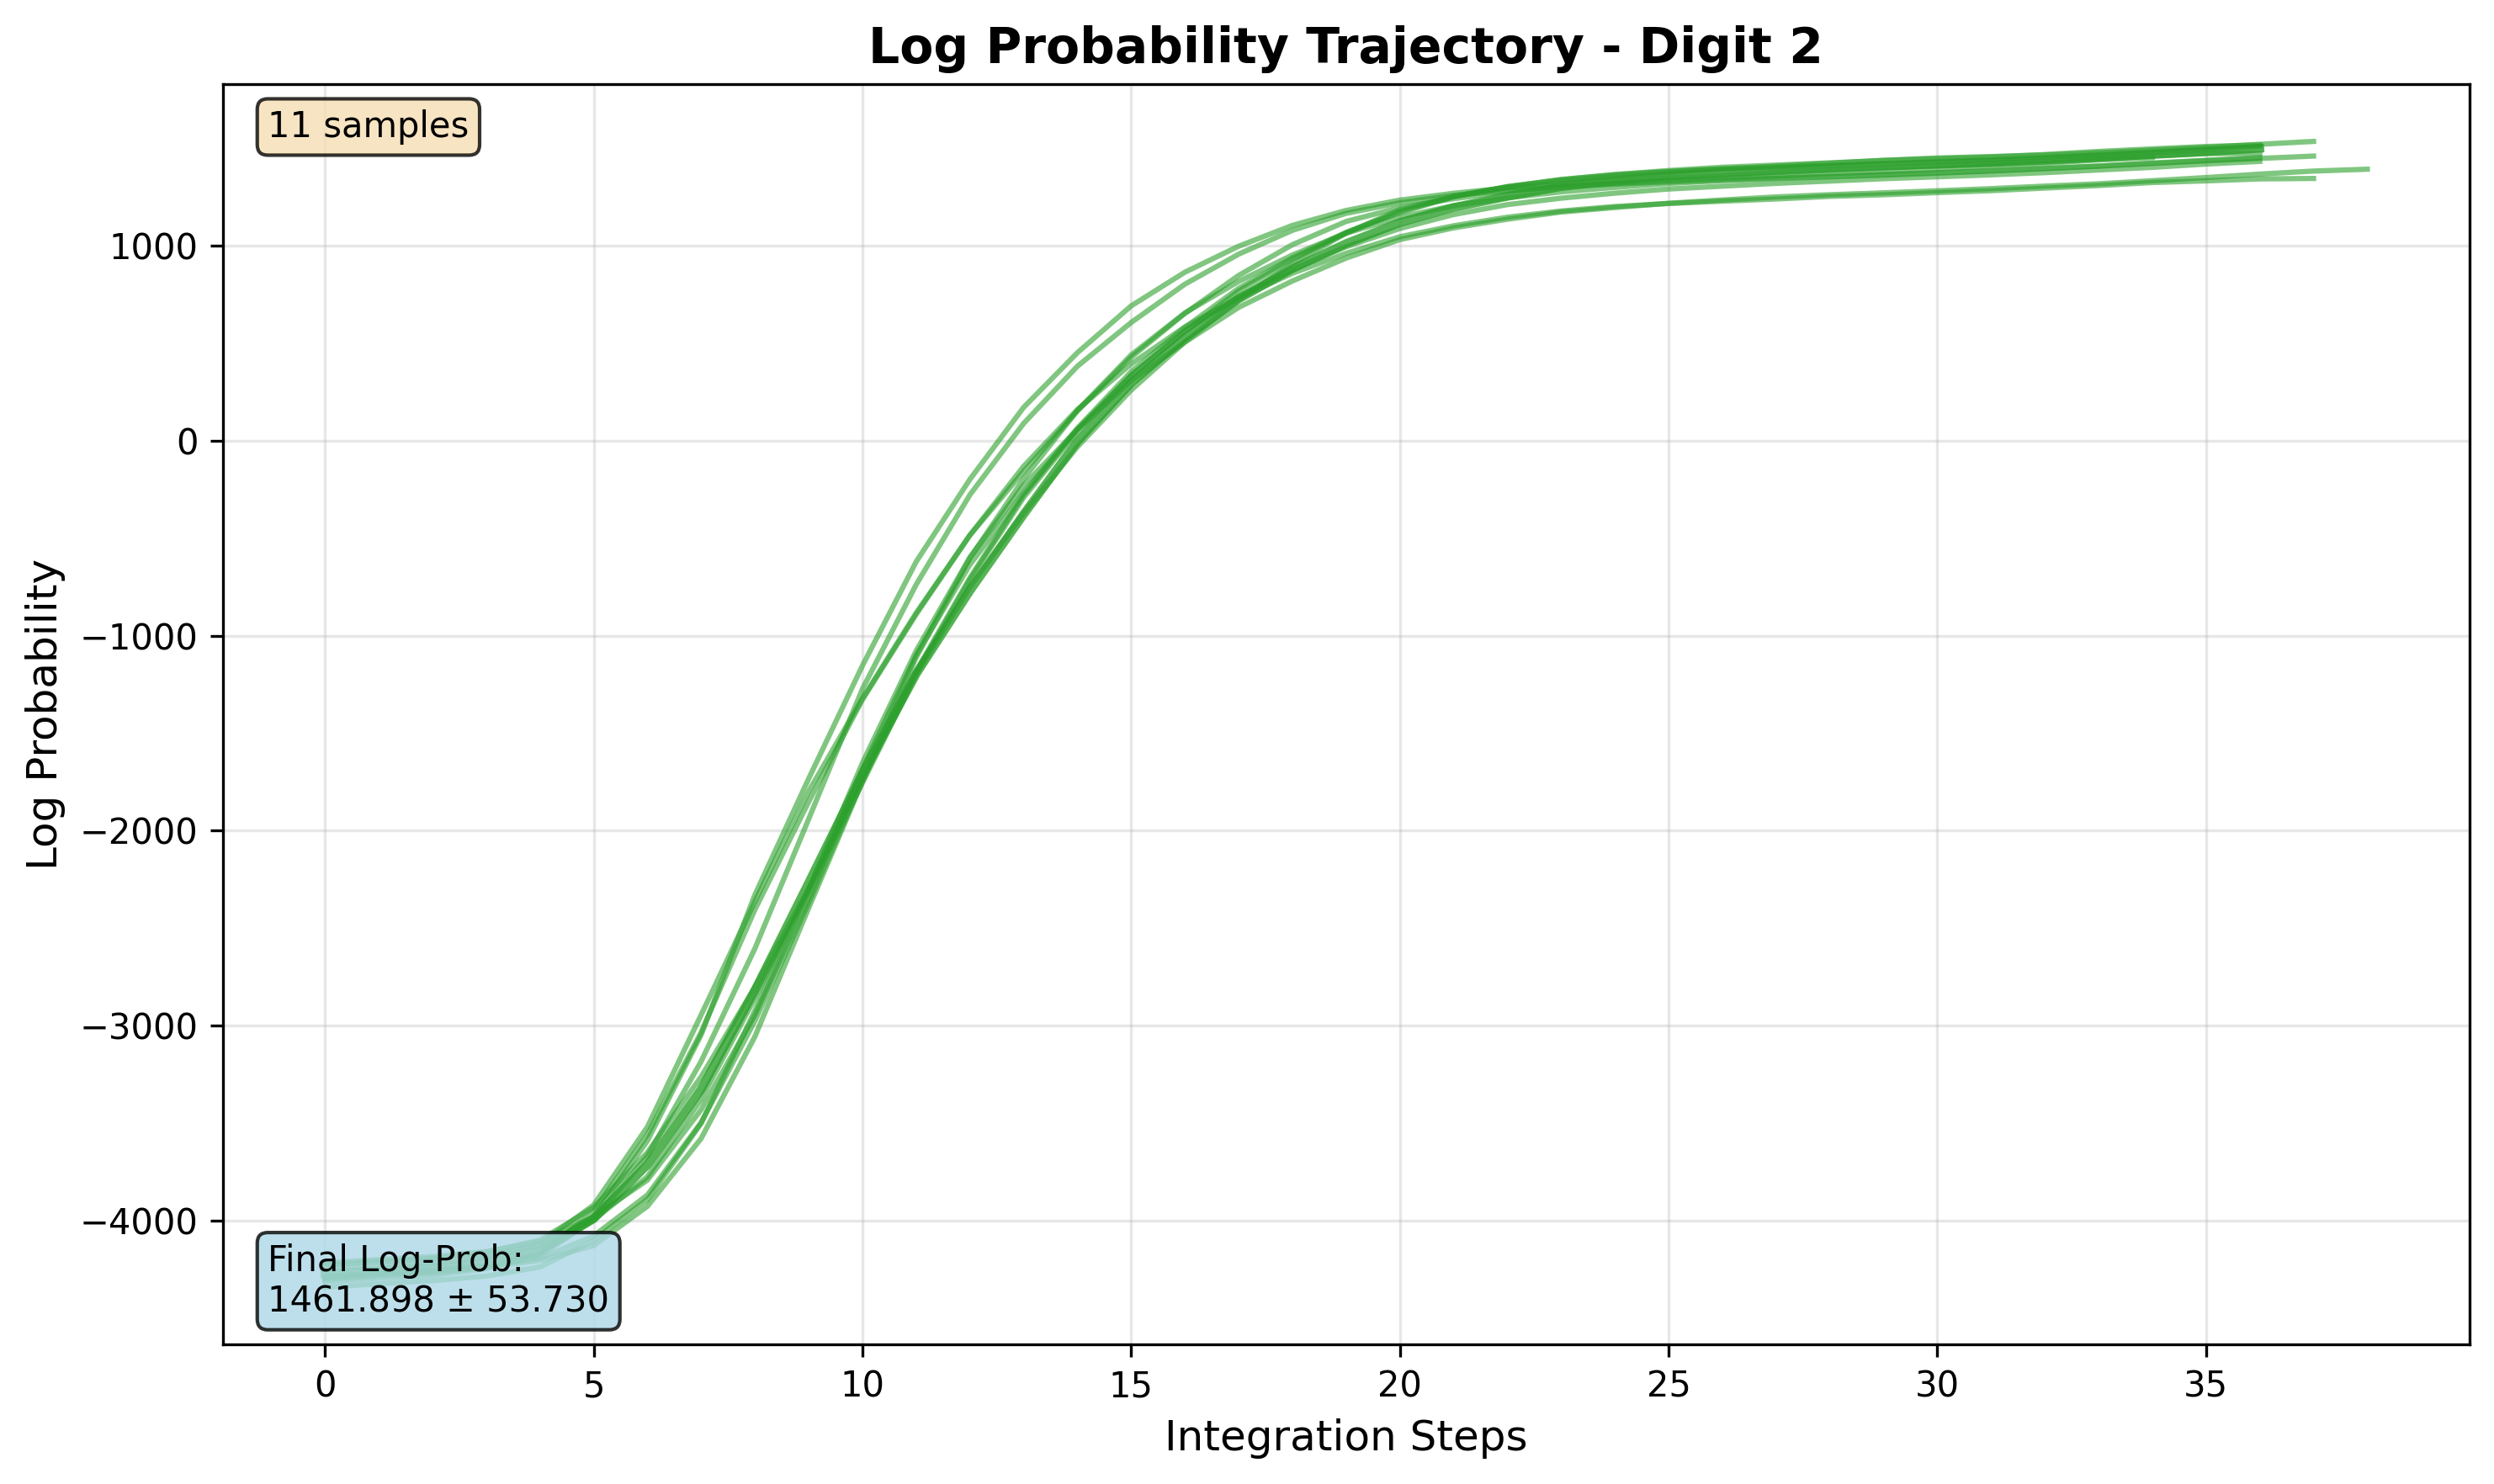 Log Probability Trajectory - Digit 2
11 samples
1000
0
−1000
−2000
−3000
−4000
Log Probability
Final Log-Prob:
1461.898 ± 53.730
0 5 10 15 20 25 30 35
Integration Steps